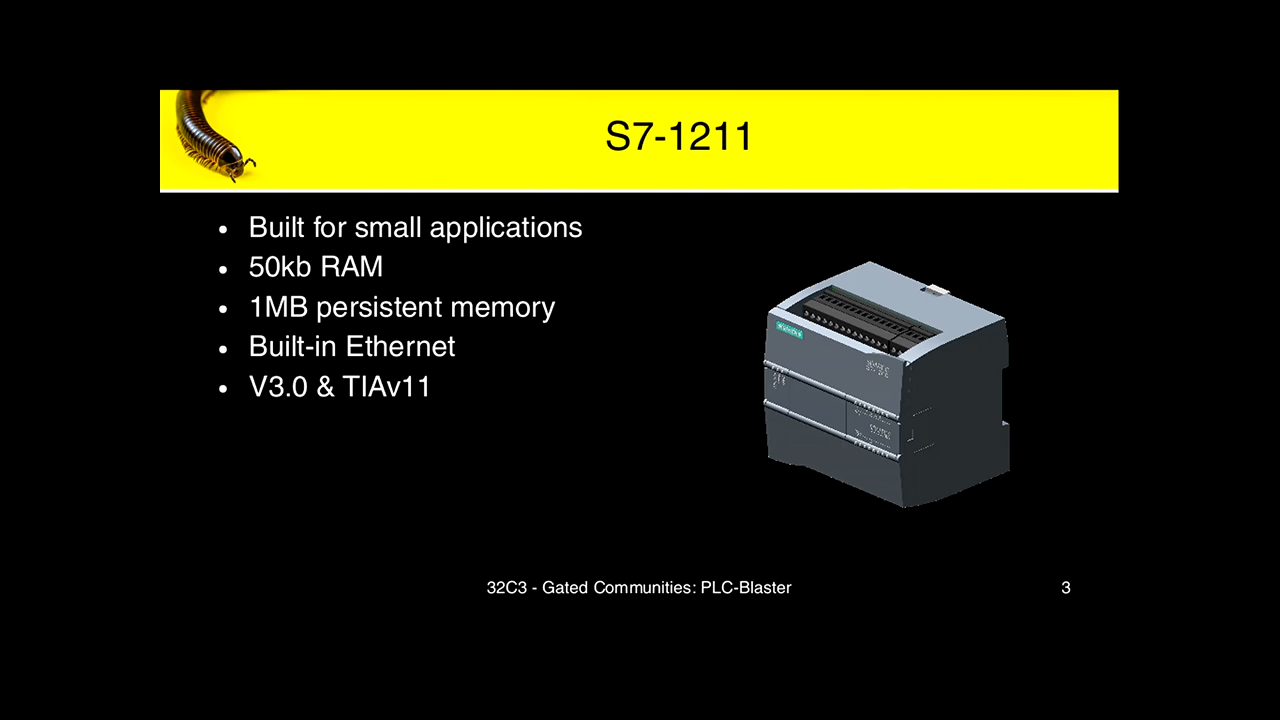 S7-1211
Built for small applications
50kb RAM
1MB persistent memory
Built-in Ethernet
V3.0 & TIAv11
32C3 - Gated Communities: PLC-Blaster
3